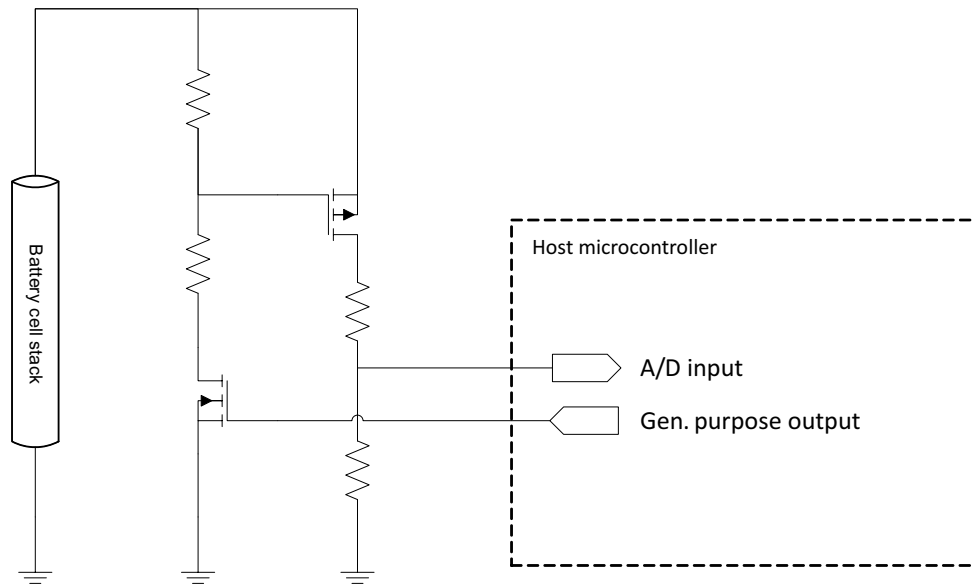 Battery cell stack
Host microcontroller
A/D input
Gen. purpose output